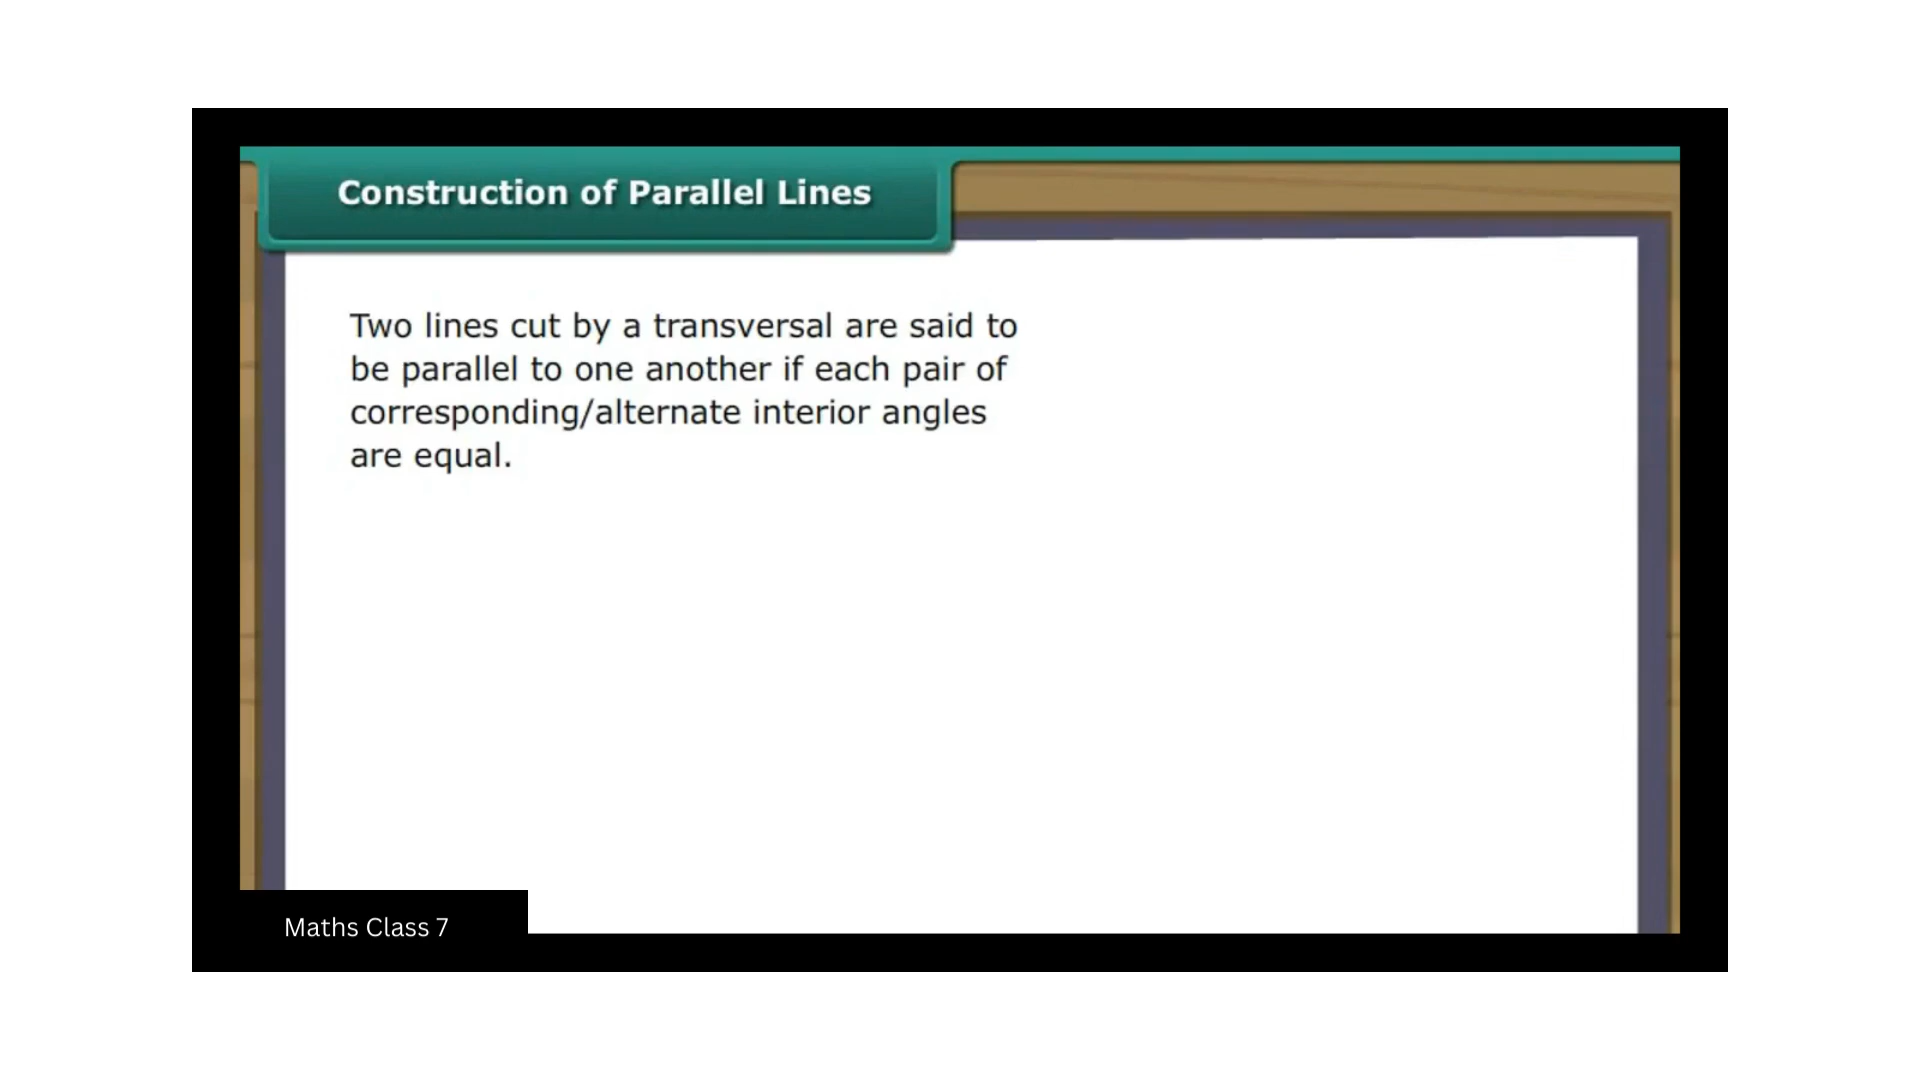 Construction of Parallel Lines
Two lines cut by a transversal are said to
be parallel to one another if each pair of
corresponding/alternate interior angles
are equal.
Maths Class 7